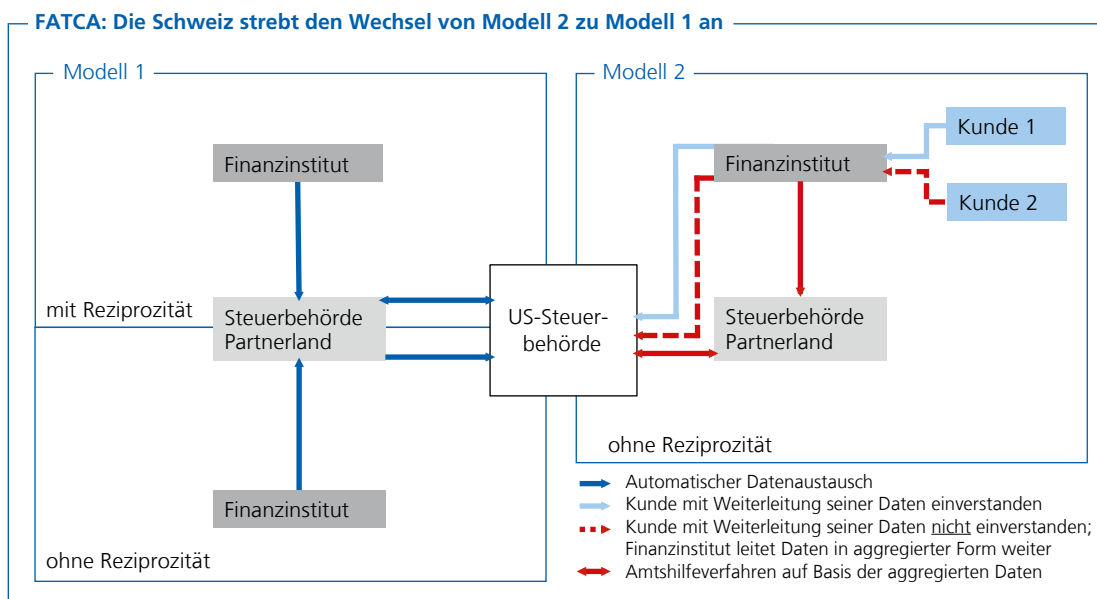 FATCA: Die Schweiz strebt den Wechsel von Modell 2 zu Modell 1 an
Modell 1
Finanzinstitut
mit Reziprozität
Steuerbehörde
Partnerland
Finanzinstitut
ohne Reziprozität
US-Steuer-
behörde
Modell 2
Kunde 1
Finanzinstitut
Kunde 2
Steuerbehörde
Partnerland
ohne Reziprozität
Automatischer Datenaustausch
Kunde mit Weiterleitung seiner Daten einverstanden
Kunde mit Weiterleitung seiner Daten nicht einverstanden;
Finanzinstitut leitet Daten in aggregierter Form weiter
Amtshilfeverfahren auf Basis der aggregierten Daten